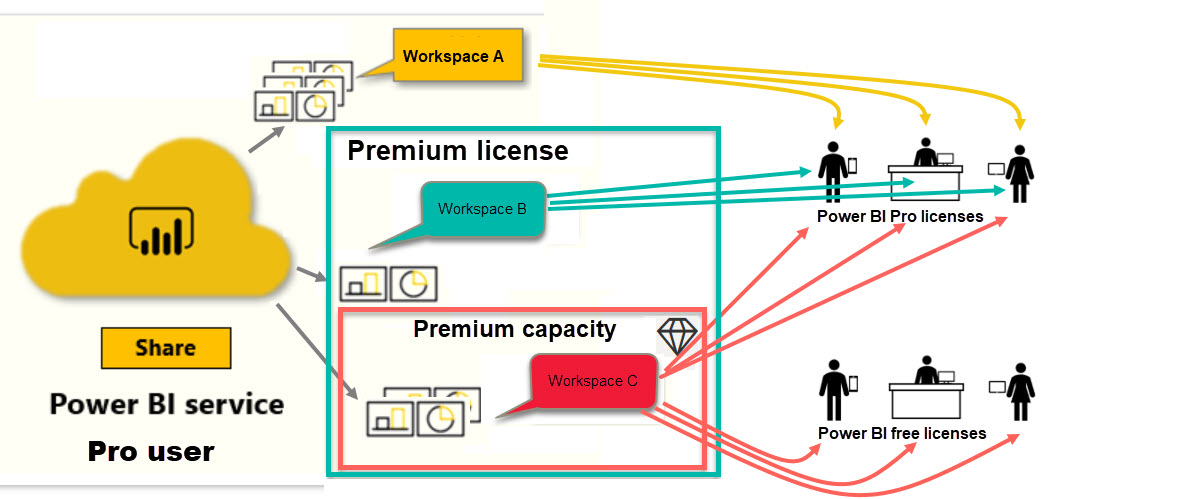 Workspace A
Premium license
Workspace B
Power BI Pro licenses
Premium capacity
Share
Workspace C
Power BI service
Pro user
Power BI free licenses